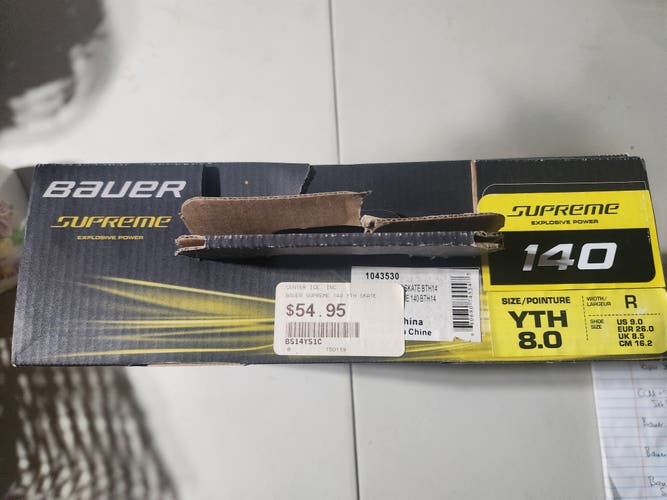 BAUER
SUPREME
EXPLOSIVE POWER
CENTER ICE, INC
BAUER SUPREME 140 YTH SKATE
$54.95
BS14YS1C
1043530
SKATE BTH14
140 BTH14
China
Chine
SUPREME
EXPLOSIVE POWER
140
SIZE/POINTURE
YTH
8.0
WIDTH/
LARGEUR
R
SHOE
SIZE
US 9.0
EUR 26.0
UK 8.5
CM 16.2
Bauer